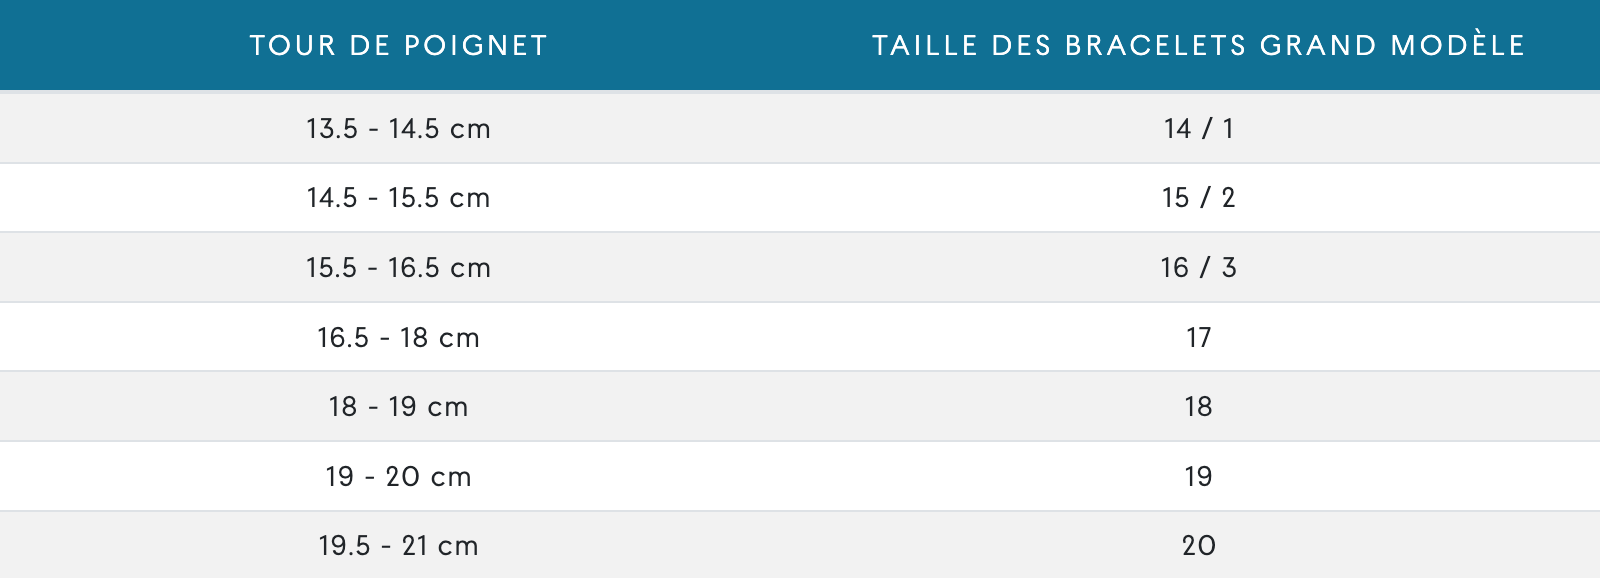 TOUR DE POIGNET TAILLE DES BRACELETS GRAND MODÈLE
13.5 - 14.5 cm 14 / 1
14.5 - 15.5 cm 15 / 2
15.5 - 16.5 cm 16 / 3
16.5 - 18 cm 17
18 - 19 cm 18
19 - 20 cm 19
19.5 - 21 cm 20